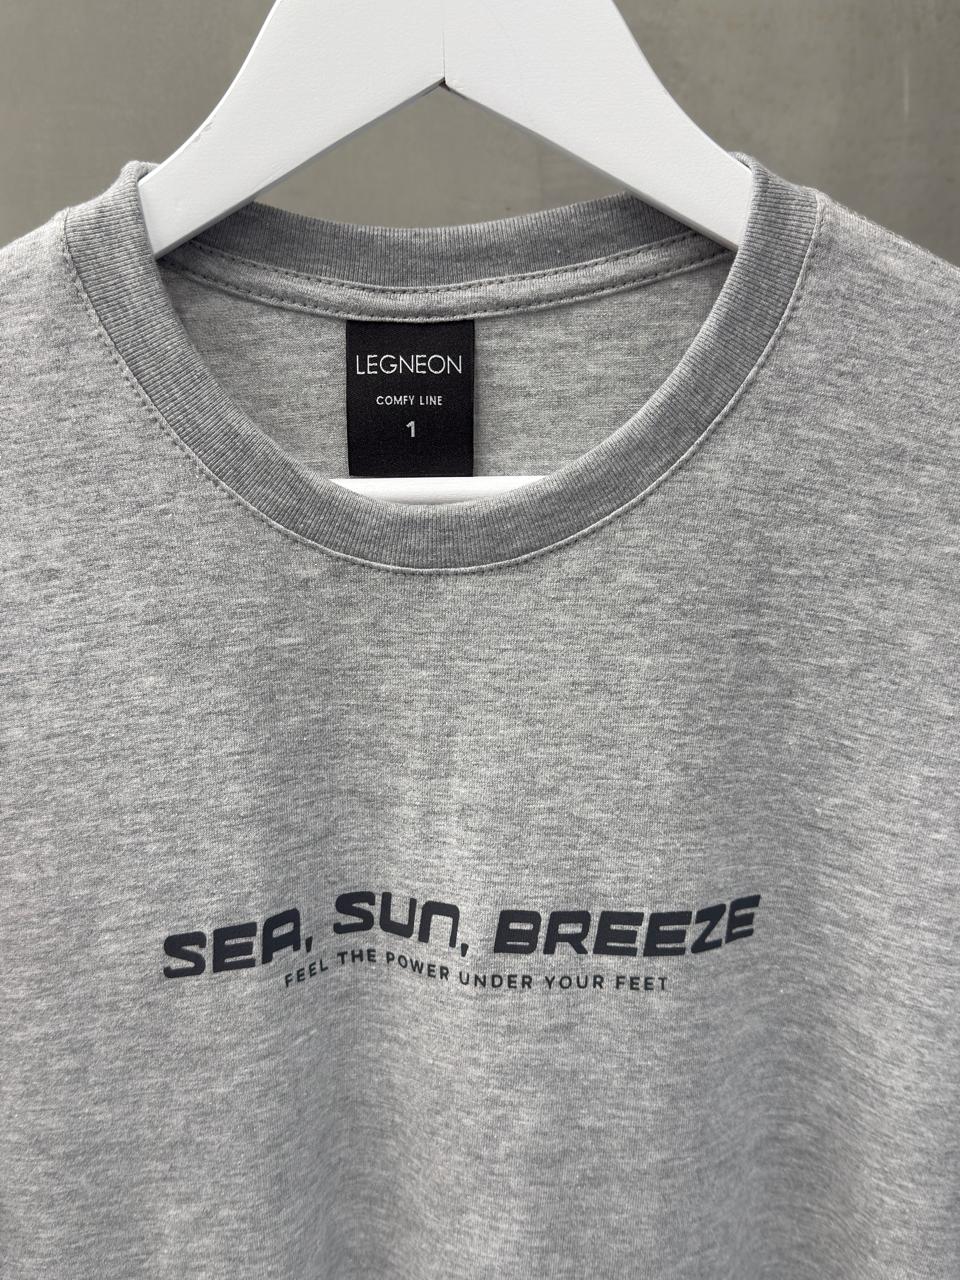 LEGNEON
COMFY LINE
1
SEA, SUN, BREEZE
FEEL THE POWER UNDER YOUR FEET